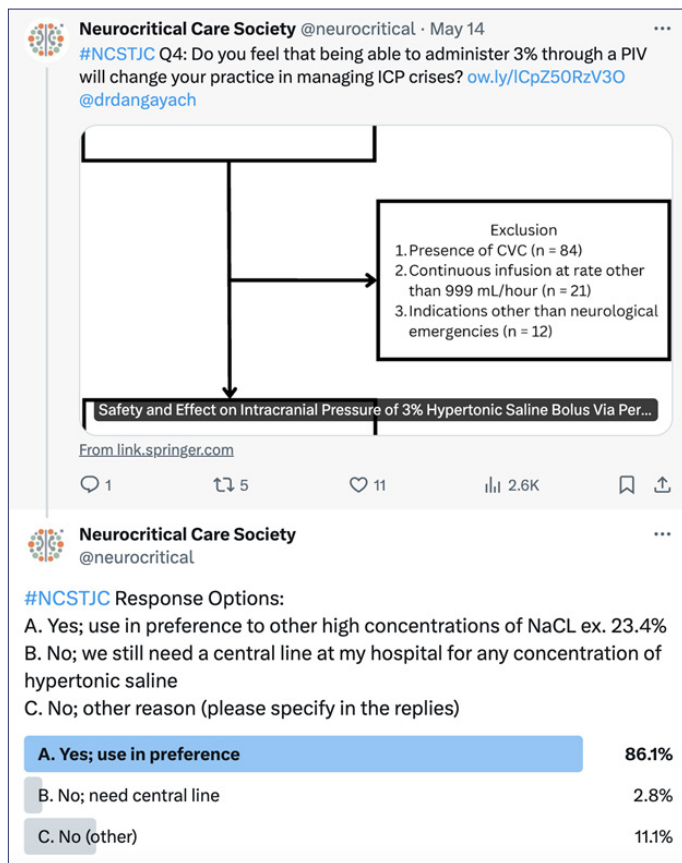 Neurocritical Care Society @neurocritical · May 14
#NCSTJC Q4: Do you feel that being able to administer 3% through a PIV
will change your practice in managing ICP crises? ow.ly/lCpZ50RzV3O
@drdangayach
Exclusion
1. Presence of CVC (n = 84)
2. Continuous infusion at rate other
than 999 mL/hour (n = 21)
3. Indications other than neurological
emergencies (n = 12)
Safety and Effect on Intracranial Pressure of 3% Hypertonic Saline Bolus Via Per...
From link.springer.com
1 5 11 2.6K
Neurocritical Care Society
@neurocritical
#NCSTJC Response Options:
A. Yes; use in preference to other high concentrations of NaCL ex. 23.4%
B. No; we still need a central line at my hospital for any concentration of
hypertonic saline
C. No; other reason (please specify in the replies)
A. Yes; use in preference 86.1%
B. No; need central line 2.8%
C. No (other) 11.1%